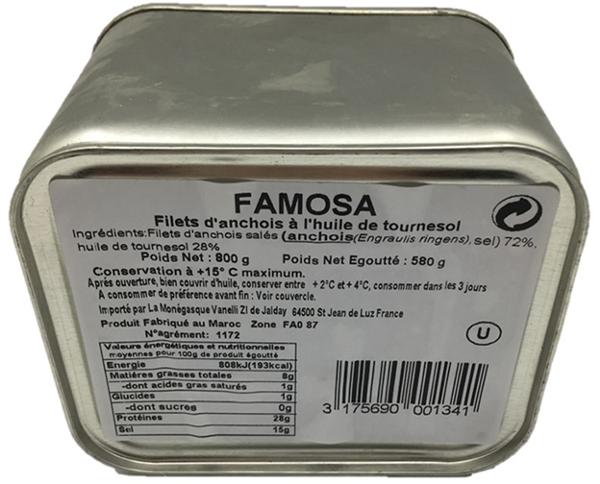 FAMOSA
Filets d'anchois à l'huile de tournesol
Ingrédients:Filets d'anchois salés (anchois(Engraulis ringens), sel) 72%.
huile de tournesol 28%
Poids Net : 800 g Poids Net Egoutté : 580 g
Conservation à +15° C maximum.
Après ouverture, bien couvrir d'huile, conserver entre +2°C et + 4°C, consommer dans les 3 jours
A consommer de préférence avant fin : Voir couvercle.
Importé par La Monégasque Vanelli ZI de Jalday 64500 St Jean de Luz France
Produit Fabriqué au Maroc Zone FAO 87
N°agrément: 1172
U
Valeurs énergétiques et nutritionnelles
moyennes pour 100g de produit égoutté
Energie 808kJ(193kcal)
Matières grasses totales 8g
-dont acides gras saturés 1g
Glucides 1g
-dont sucres 0g
Protéines 28g
Sel 15g
3 175690 001341